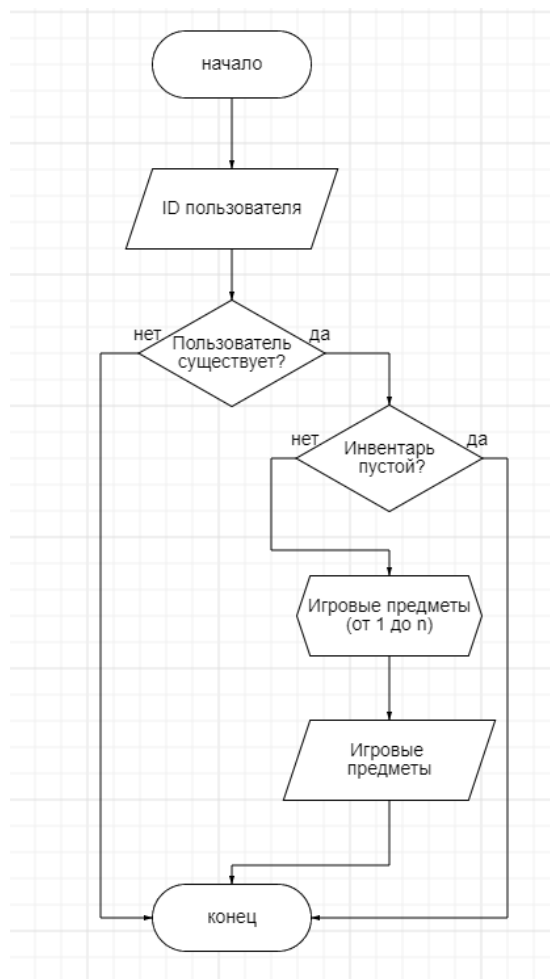 начало
ID пользователя
нет
да
Пользователь
существует?
нет
да
Инвентарь
пустой?
Игровые предметы
(от 1 до n)
Игровые
предметы
конец